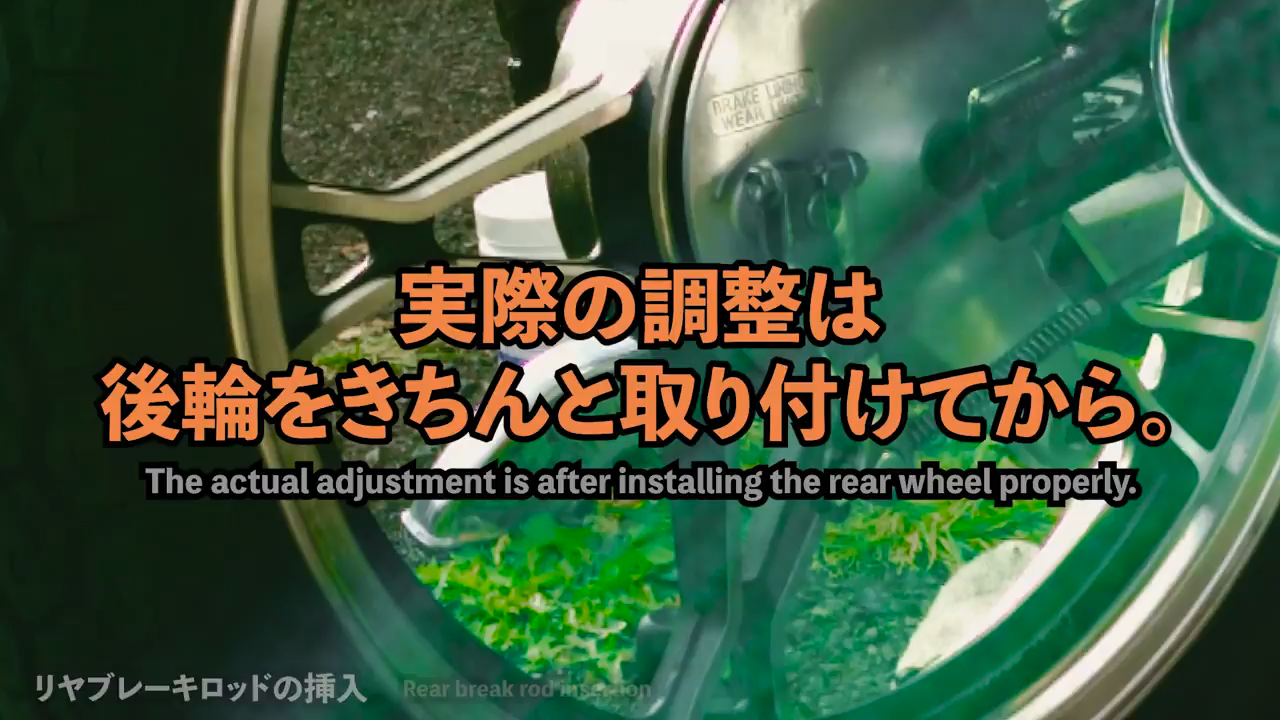 BRAKE LINING
WEAR LIMIT
実際の調整は
後輪をきちんと取り付けてから。
The actual adjustment is after installing the rear wheel properly.
リヤブレーキロッドの挿入 Rear break rod insertion